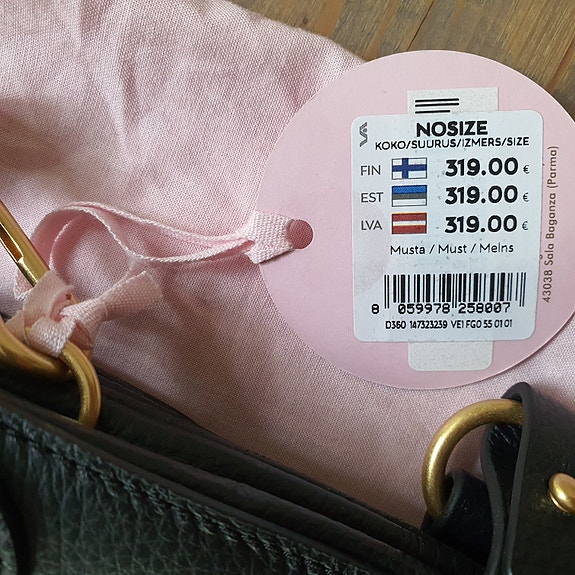 NOSIZE
KOKO/SUURUS/IZMERS/SIZE
FIN 319.00 €
EST 319.00 €
LVA 319.00 €
Musta / Must / Melns
8 059978 258007
D360 147323239 VE1 FG0 55 01 01
43038 Sala Baganza (Parma)